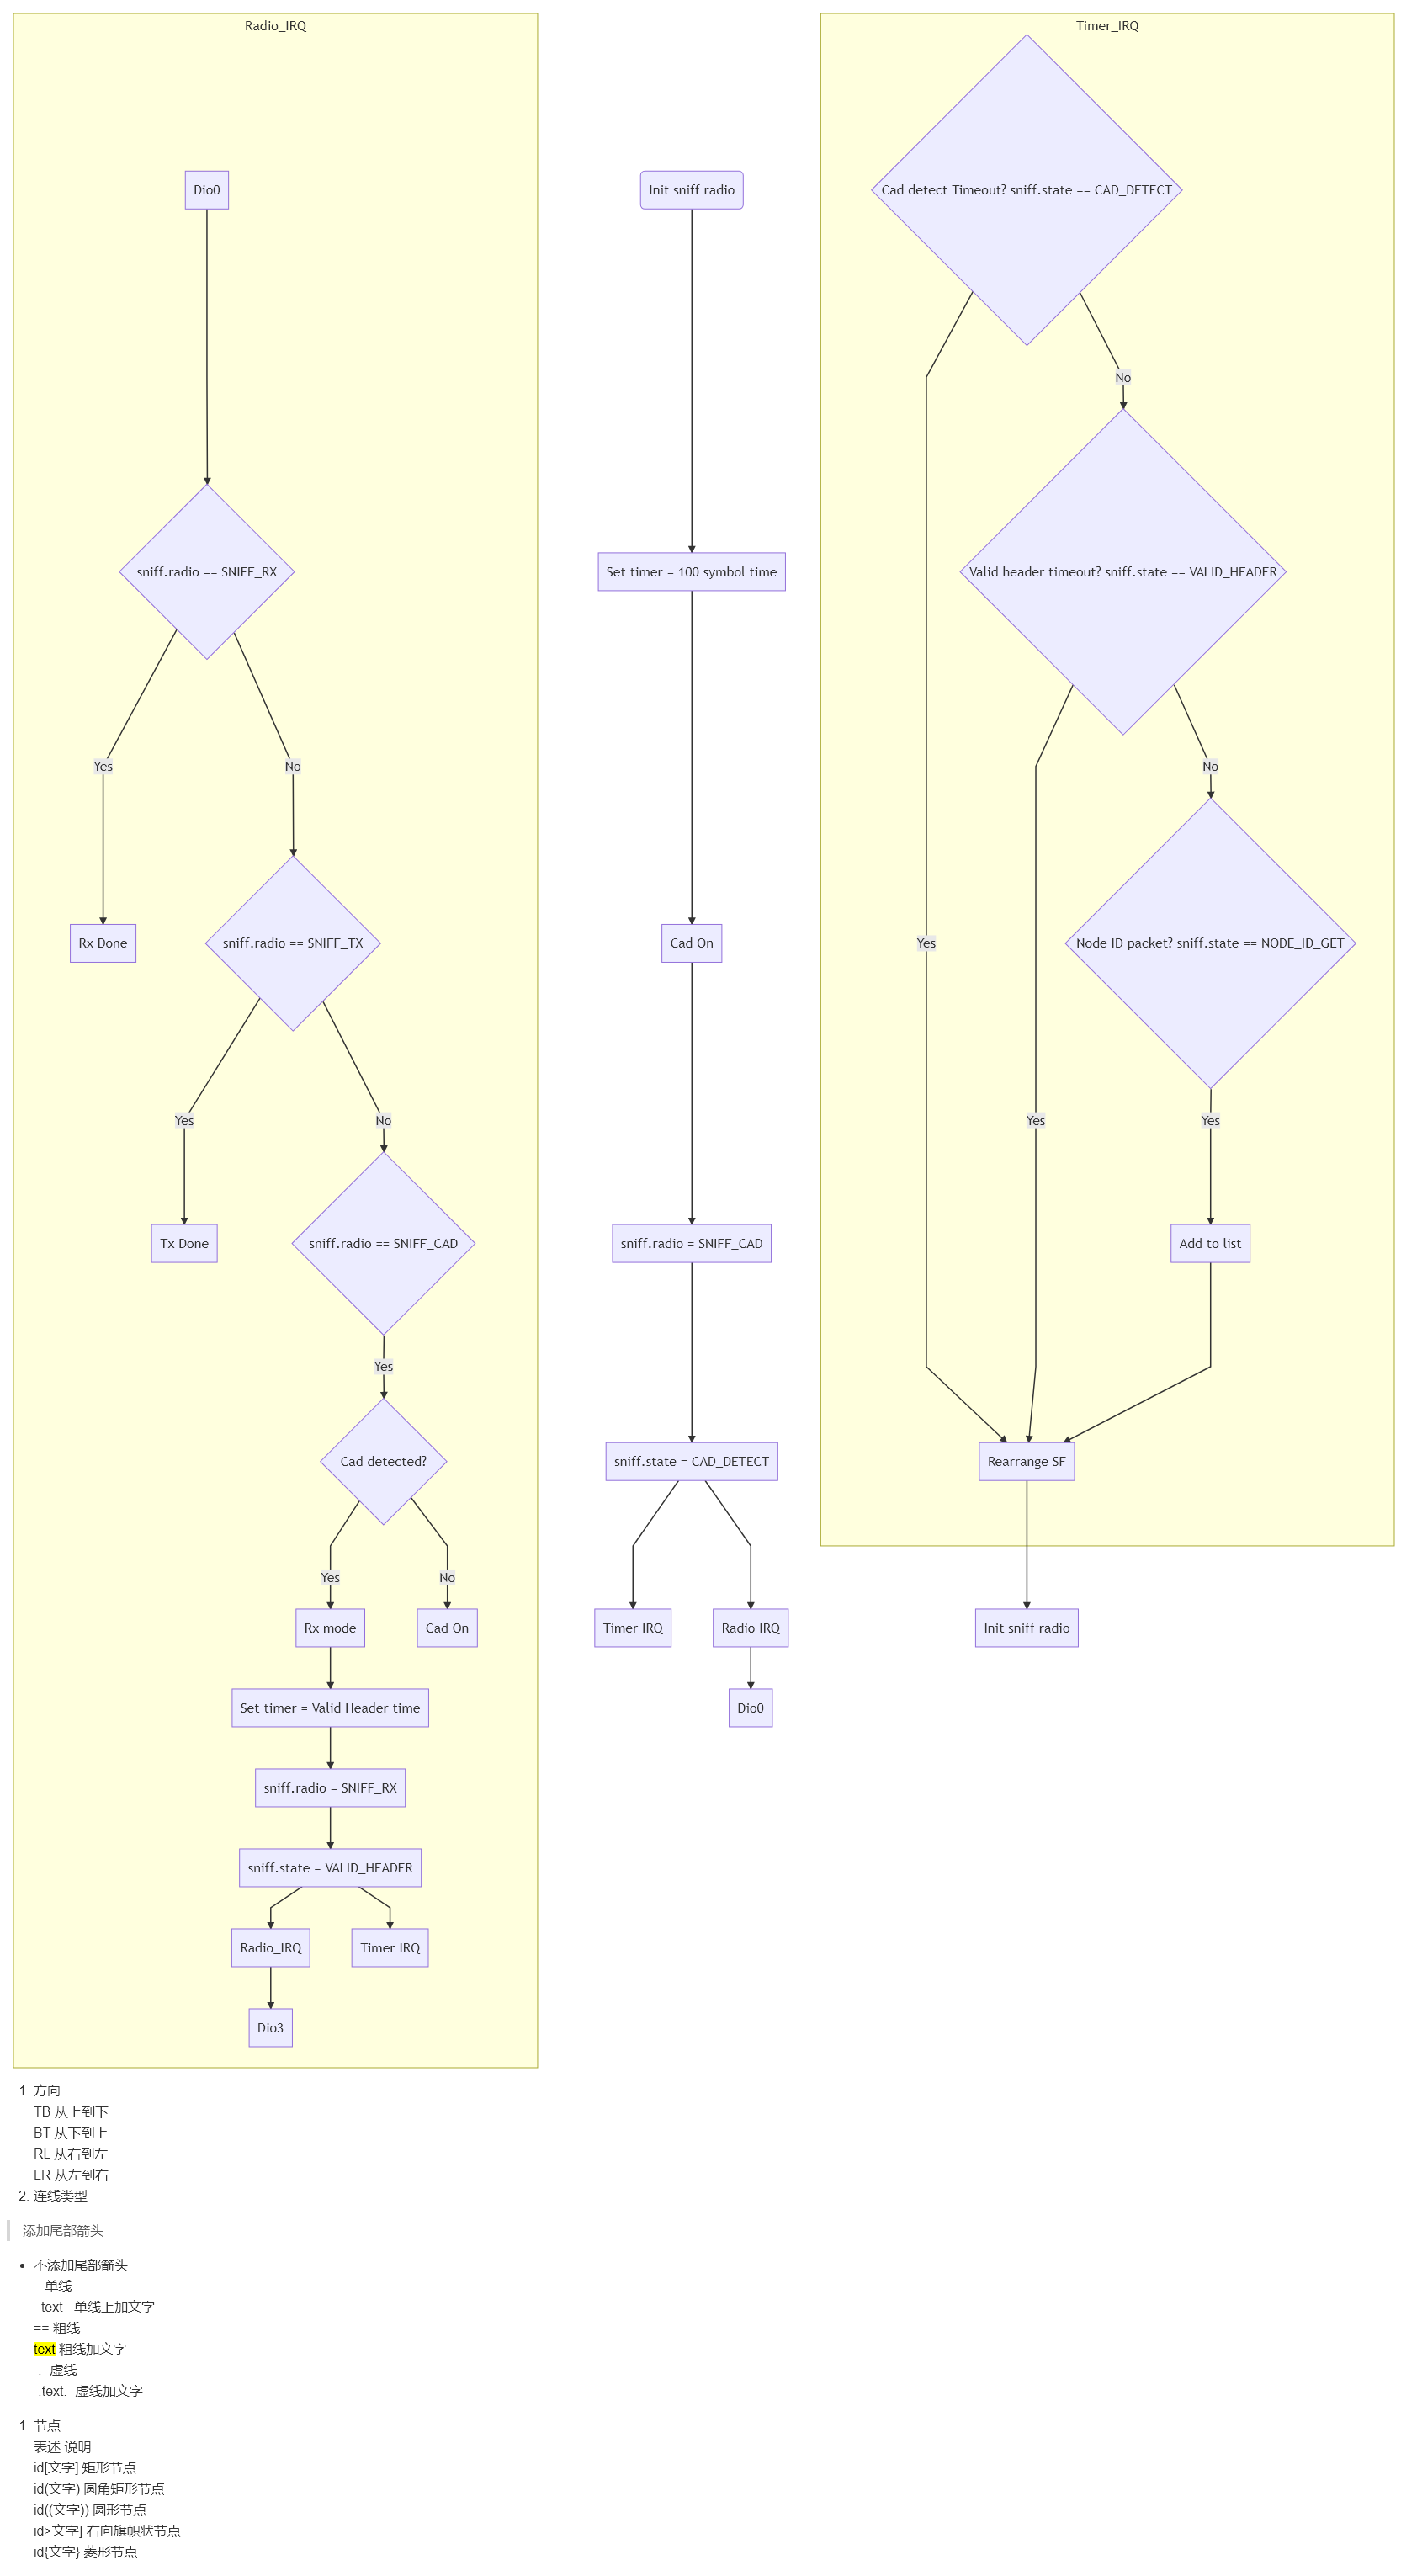 Radio_IRQ
Dio0
sniff.radio == SNIFF_RX
Yes
No
Rx Done
sniff.radio == SNIFF_TX
Yes
No
Tx Done
sniff.radio == SNIFF_CAD
Yes
Cad detected?
Yes
No
Rx mode
Cad On
Set timer = Valid Header time
sniff.radio = SNIFF_RX
sniff.state = VALID_HEADER
Radio_IRQ
Timer IRQ
Dio3
Init sniff radio
Set timer = 100 symbol time
Cad On
sniff.radio = SNIFF_CAD
sniff.state = CAD_DETECT
Timer IRQ
Radio IRQ
Dio0
Timer_IRQ
Cad detect Timeout? sniff.state == CAD_DETECT
No
Valid header timeout? sniff.state == VALID_HEADER
No
Yes
Node ID packet? sniff.state == NODE_ID_GET
Yes
Yes
Add to list
Rearrange SF
Init sniff radio
1. 方向
TB 从上到下
BT 从下到上
RL 从右到左
LR 从左到右
2. 连线类型
添加尾部箭头
• 不添加尾部箭头
– 单线
–text– 单线上加文字
== 粗线
text 粗线加文字
-.- 虚线
-.text.- 虚线加文字
1. 节点
表述 说明
id[文字] 矩形节点
id(文字) 圆角矩形节点
id((文字)) 圆形节点
id>文字] 右向旗帜状节点
id{文字} 菱形节点